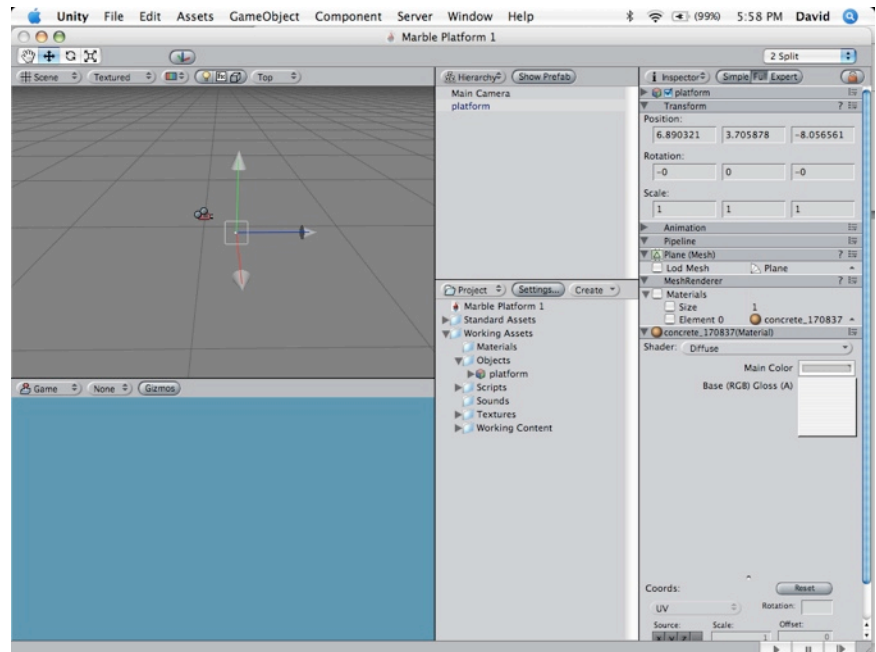 Unity File Edit Assets GameObject Component Server Window Help (99%) 5:58 PM David
Marble Platform 1
2 Split
Scene Textured Top
Hierarchy Show Prefab
Inspector Simple Full Expert
Main Camera
platform
platform
Transform ?
Position:
6.890321 3.705878 -8.056561
Rotation:
-0 0 -0
Scale:
1 1 1
Animation
Pipeline
Plane (Mesh) ?
Lod Mesh Plane
MeshRenderer ?
Materials
Size 1
Element 0 concrete_170837
concrete_170837(Material)
Shader: Diffuse
Main Color
Base (RGB) Gloss (A)
Project Settings... Create
Marble Platform 1
Standard Assets
Working Assets
Materials
Objects
platform
Scripts
Sounds
Textures
Working Content
Game None Gizmos
Coords: Reset
UV Rotation:
Source: Scale: Offset:
x y z 1 0